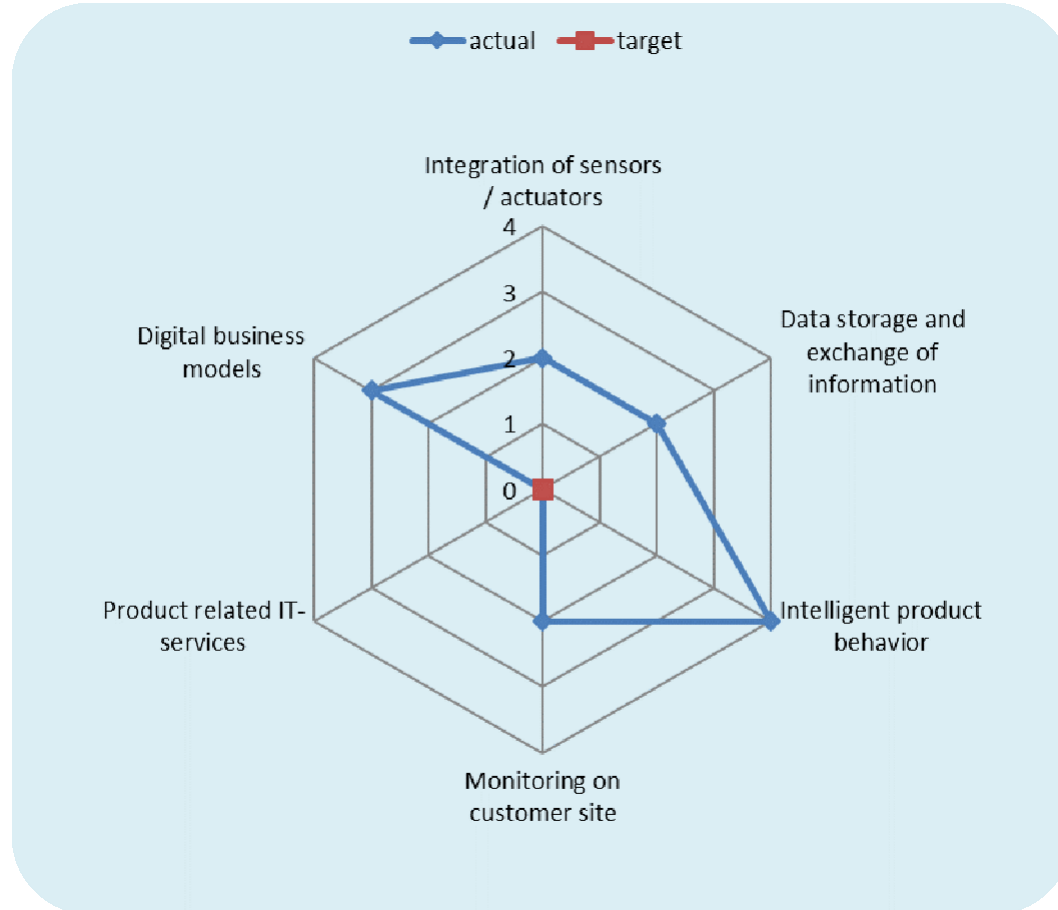 actual target
Integration of sensors
/ actuators
4
3
2
1
0
Data storage and
exchange of
information
Intelligent product
behavior
Monitoring on
customer site
Product related IT-
services
Digital business
models